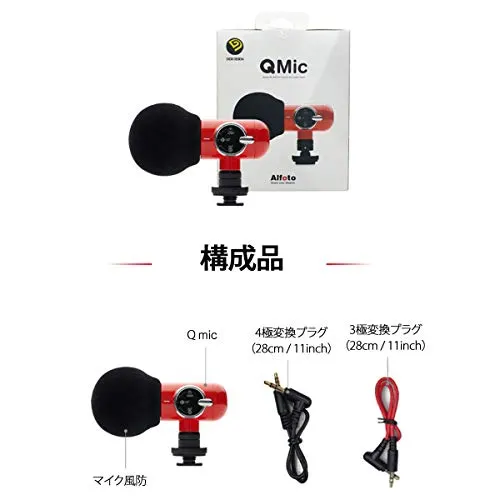 QMic
Alfoto
構成品
Q mic
4極変換プラグ
(28cm / 11inch)
3極変換プラグ
(28cm / 11inch)
マイク風防